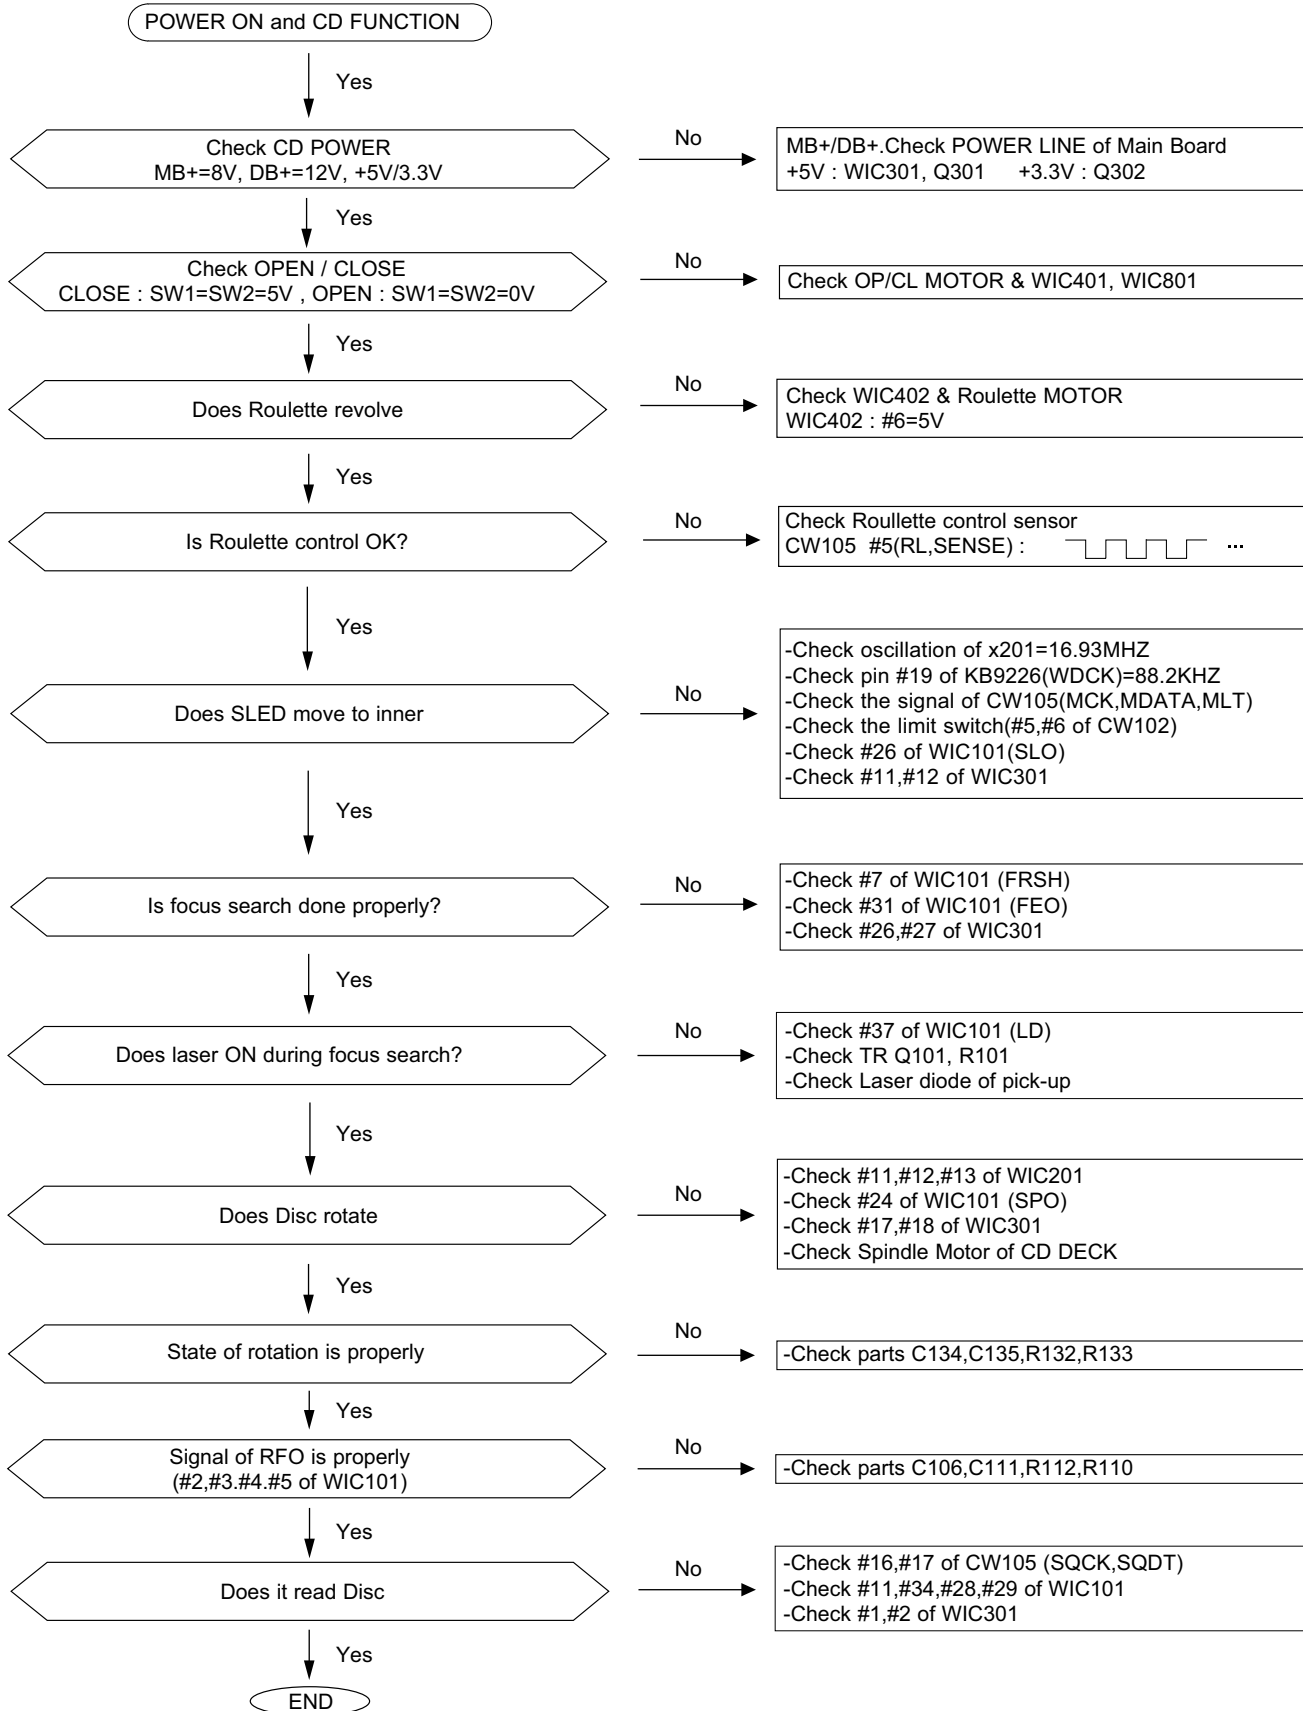 POWER ON and CD FUNCTION
Yes
Check CD POWER
MB+=8V, DB+=12V, +5V/3.3V
No
MB+/DB+.Check POWER LINE of Main Board
+5V : WIC301, Q301 +3.3V : Q302
Yes
Check OPEN / CLOSE
CLOSE : SW1=SW2=5V , OPEN : SW1=SW2=0V
No
Check OP/CL MOTOR & WIC401, WIC801
Yes
Does Roulette revolve
No
Check WIC402 & Roulette MOTOR
WIC402 : #6=5V
Yes
Is Roulette control OK?
No
Check Roullette control sensor
CW105 #5(RL,SENSE) : ...
Yes
Does SLED move to inner
No
-Check oscillation of x201=16.93MHZ
-Check pin #19 of KB9226(WDCK)=88.2KHZ
-Check the signal of CW105(MCK,MDATA,MLT)
-Check the limit switch(#5,#6 of CW102)
-Check #26 of WIC101(SLO)
-Check #11,#12 of WIC301
Yes
Is focus search done properly?
No
-Check #7 of WIC101 (FRSH)
-Check #31 of WIC101 (FEO)
-Check #26,#27 of WIC301
Yes
Does laser ON during focus search?
No
-Check #37 of WIC101 (LD)
-Check TR Q101, R101
-Check Laser diode of pick-up
Yes
Does Disc rotate
No
-Check #11,#12,#13 of WIC201
-Check #24 of WIC101 (SPO)
-Check #17,#18 of WIC301
-Check Spindle Motor of CD DECK
Yes
State of rotation is properly
No
-Check parts C134,C135,R132,R133
Yes
Signal of RFO is properly
(#2,#3.#4.#5 of WIC101)
No
-Check parts C106,C111,R112,R110
Yes
Does it read Disc
No
-Check #16,#17 of CW105 (SQCK,SQDT)
-Check #11,#34,#28,#29 of WIC101
-Check #1,#2 of WIC301
Yes
END